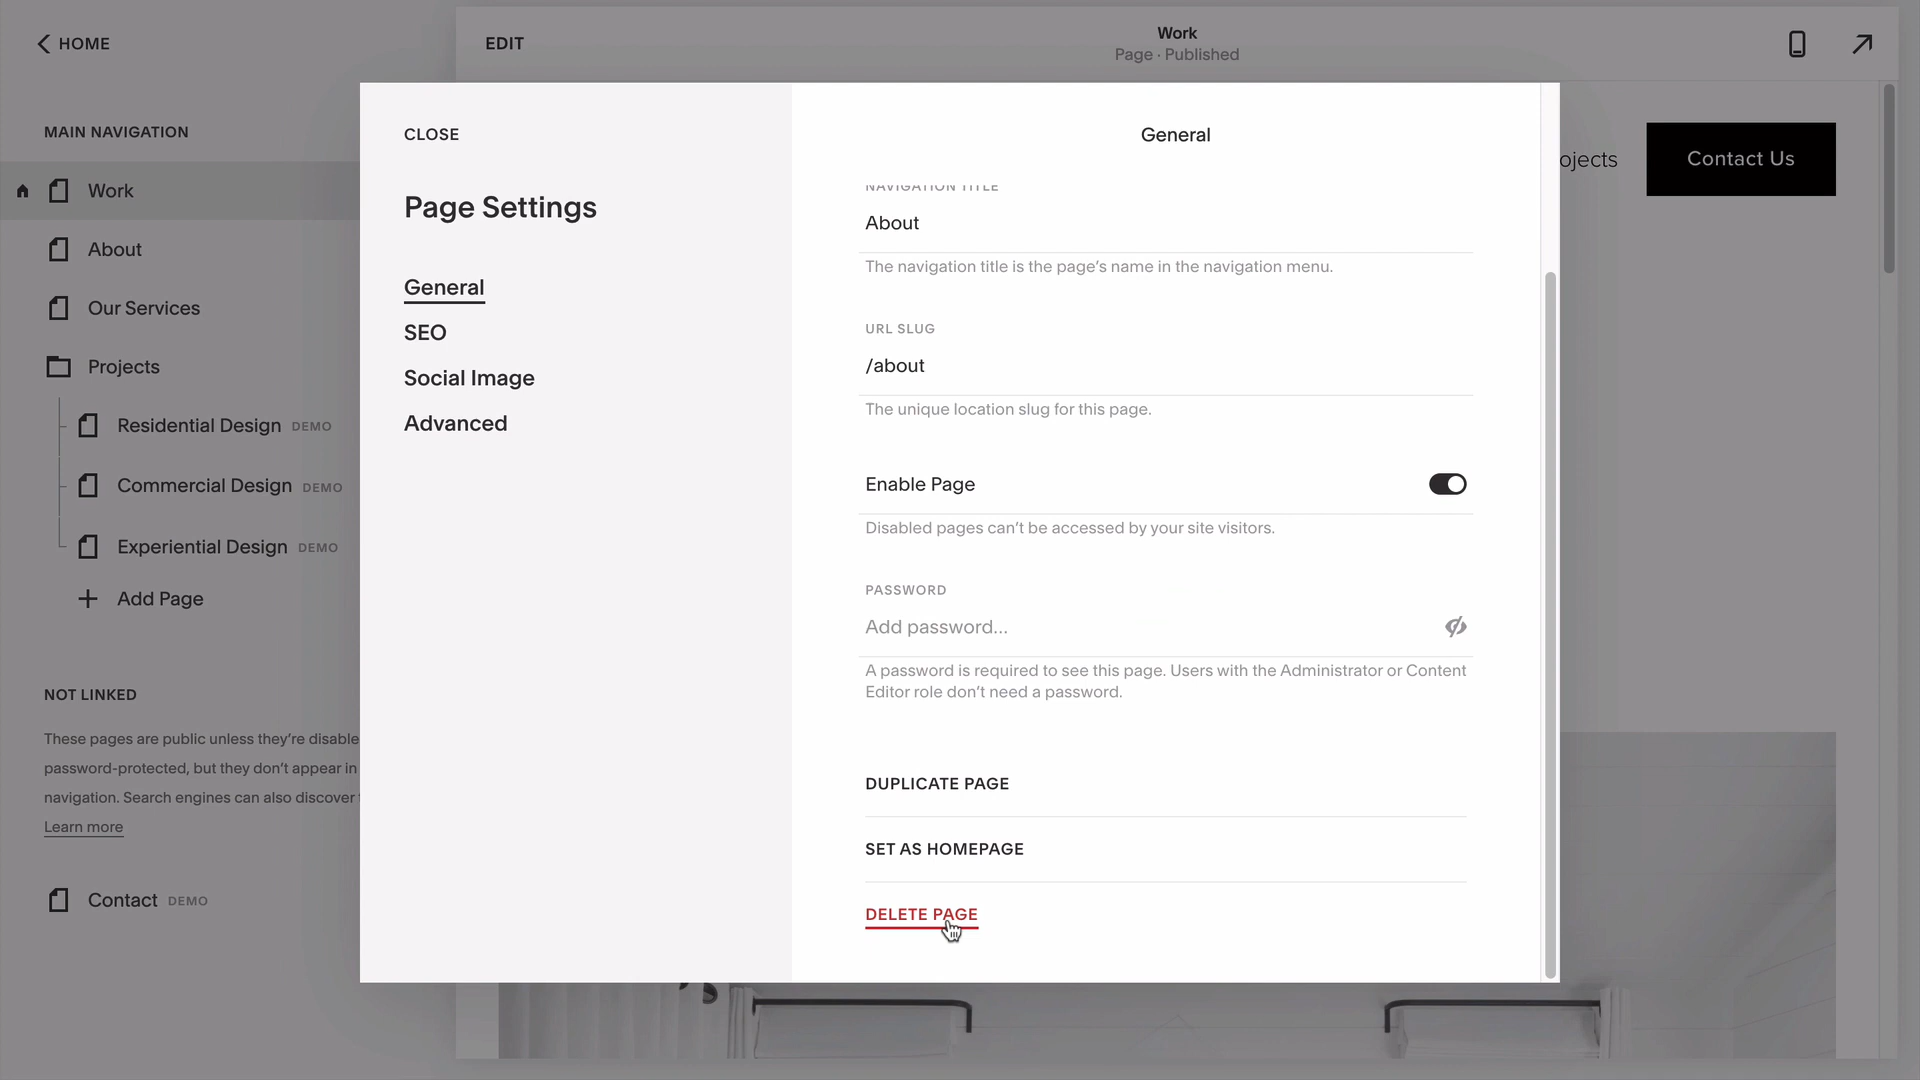 HOME
EDIT
Work
Page · Published
MAIN NAVIGATION
Work
About
Our Services
Projects
Residential Design DEMO
Commercial Design DEMO
Experiential Design DEMO
Add Page
NOT LINKED
These pages are public unless they're disable
password-protected, but they don't appear in
navigation. Search engines can also discover
Learn more
Contact DEMO
CLOSE
Page Settings
General
SEO
Social Image
Advanced
General
NAVIGATION TITLE
About
The navigation title is the page's name in the navigation menu.
URL SLUG
/about
The unique location slug for this page.
Enable Page
Disabled pages can't be accessed by your site visitors.
PASSWORD
Add password...
A password is required to see this page. Users with the Administrator or Content
Editor role don't need a password.
DUPLICATE PAGE
SET AS HOMEPAGE
DELETE PAGE
ojects
Contact Us